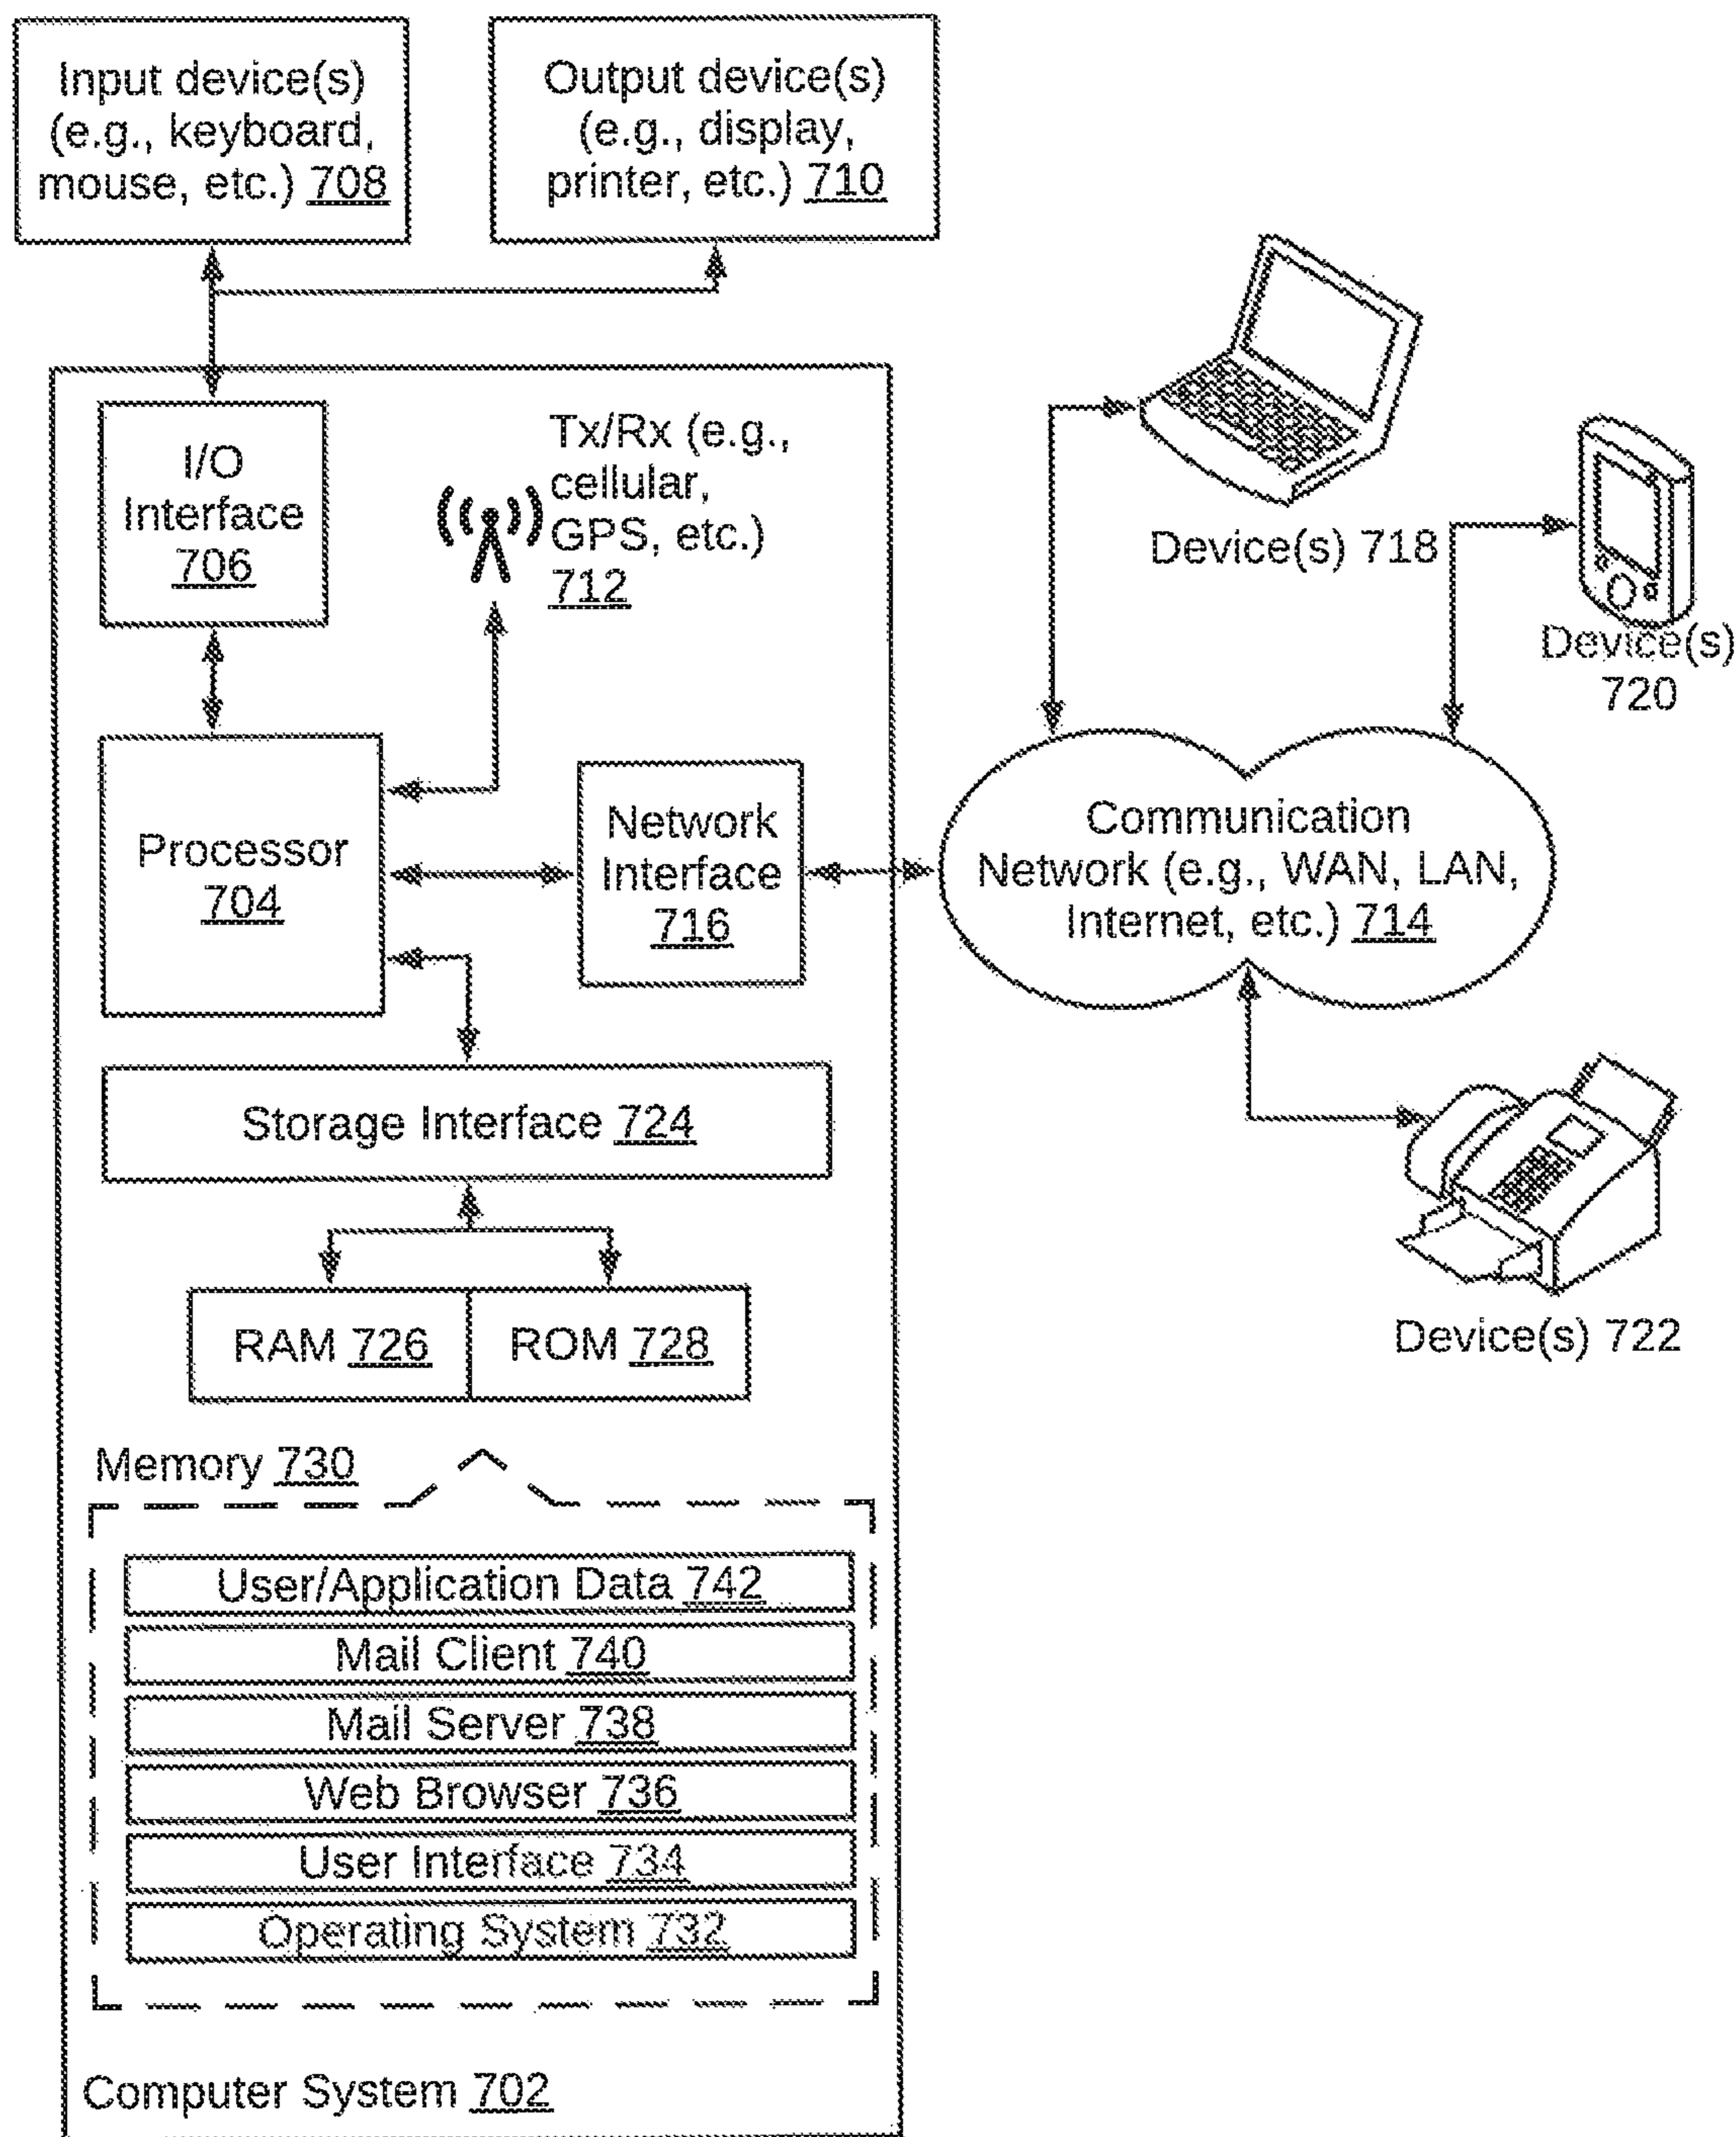 Input device(s)
(e.g., keyboard,
mouse, etc.) 708
Output device(s)
(e.g., display,
printer, etc.) 710
I/O
Interface
706
Tx/Rx (e.g.,
cellular,
GPS, etc.)
712
Device(s) 718
Device(s)
720
Processor
704
Network
Interface
716
Communication
Network (e.g., WAN, LAN,
Internet, etc.) 714
Storage Interface 724
RAM 726
ROM 728
Device(s) 722
Memory 730
User/Application Data 742
Mail Client 740
Mail Server 738
Web Browser 736
User Interface 734
Operating System 732
Computer System 702